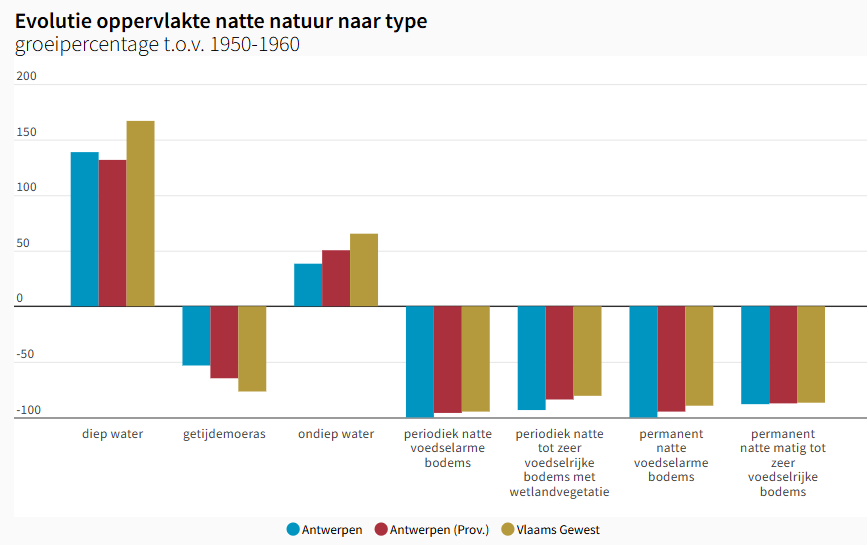 Evolutie oppervlakte natte natuur naar type
groeipercentage t.o.v. 1950-1960
200
150
100
50
0
-50
-100
diep water
getijdemoeras
ondiep water
periodiek natte
voedselarme
bodems
periodiek natte
tot zeer
voedselrijke
bodems met
wetlandvegetatie
permanent
natte
voedselarme
bodems
permanent
natte matig tot
zeer
voedselrijke
bodems
Antwerpen
Antwerpen (Prov.)
Vlaams Gewest